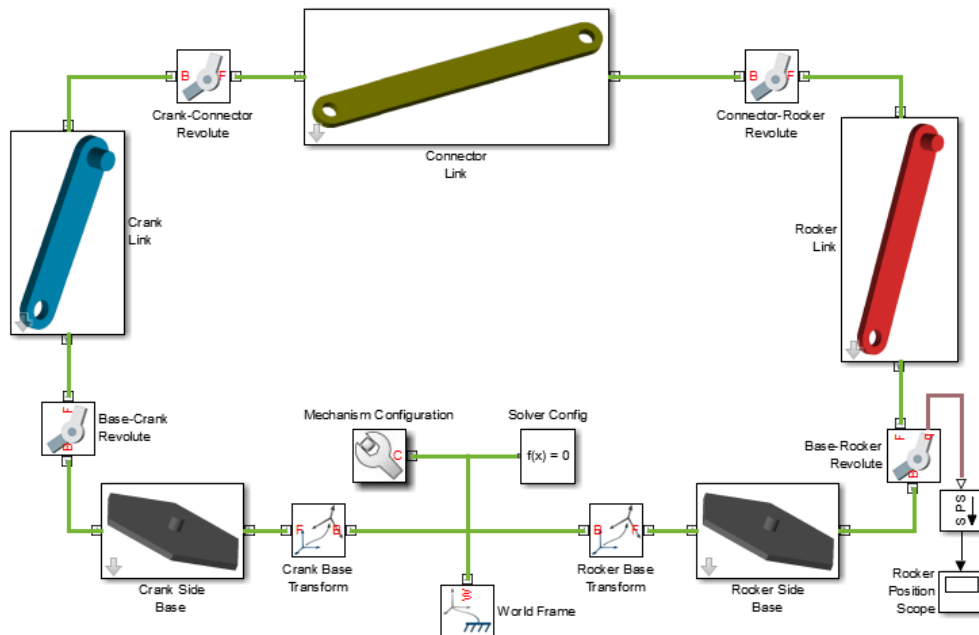 B F
Crank-Connector
Revolute
Connector
Link
B F
Connector-Rocker
Revolute
Crank
Link
Rocker
Link
F
B
Base-Crank
Revolute
Mechanism Configuration
C
Solver Config
f(x) = 0
Base-Rocker
Revolute
F q
B
S PS
Crank Side
Base
F B
Crank Base
Transform
B F
Rocker Base
Transform
Rocker Side
Base
W
World Frame
Rocker
Position
Scope